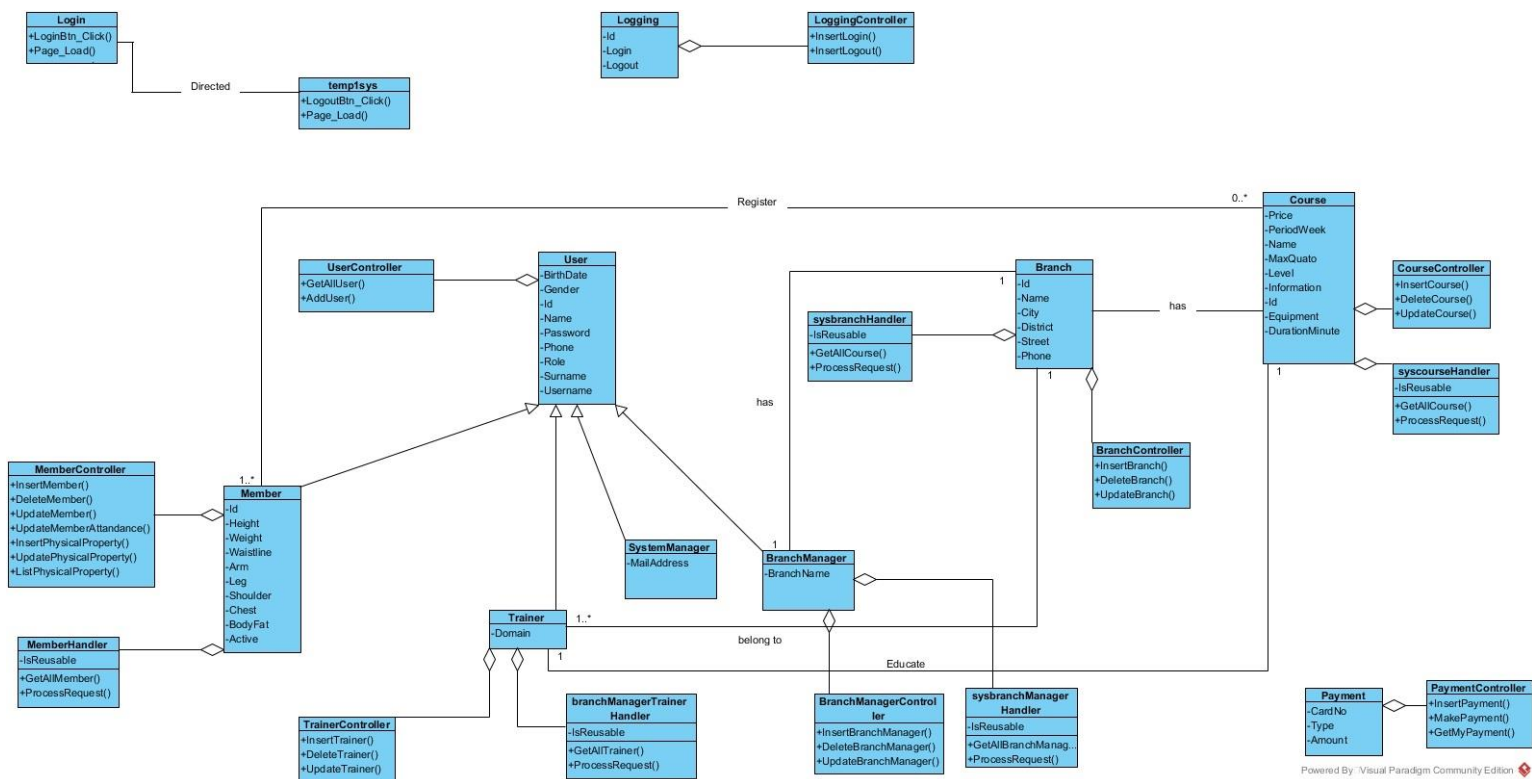 Login
+LoginBtn_Click()
+Page_Load()
Directed
temp1sys
+LogoutBtn_Click()
+Page_Load()
Logging
-Id
-Login
-Logout
LoggingController
+InsertLogin()
+InsertLogout()
Register
0..*
Course
-Price
-PeriodWeek
-Name
-MaxQuato
-Level
-Information
-Id
-Equipment
-DurationMinute
1
UserController
+GetAllUser()
+AddUser()
User
-BirthDate
-Gender
-Id
-Name
-Password
-Phone
-Role
-Surname
-Username
1
Branch
-Id
-Name
-City
-District
-Street
-Phone
1
has
CourseController
+InsertCourse()
+DeleteCourse()
+UpdateCourse()
sysbranchHandler
-IsReusable
+GetAllCourse()
+ProcessRequest()
syscourseHandler
-IsReusable
+GetAllCourse()
+ProcessRequest()
has
BranchController
+InsertBranch()
+DeleteBranch()
+UpdateBranch()
MemberController
+InsertMember()
+DeleteMember()
+UpdateMember()
+UpdateMemberAttandance()
+InsertPhysicalProperty()
+UpdatePhysicalProperty()
+ListPhysicalProperty()
1..*
Member
-Id
-Height
-Weight
-Waistline
-Arm
-Leg
-Shoulder
-Chest
-BodyFat
-Active
SystemManager
-MailAddress
1
BranchManager
-BranchName
Trainer
-Domain
1..*
1
belong to
Educate
MemberHandler
-IsReusable
+GetAllMember()
+ProcessRequest()
TrainerController
+InsertTrainer()
+DeleteTrainer()
+UpdateTrainer()
branchManagerTrainer
Handler
-IsReusable
+GetAllTrainer()
+ProcessRequest()
BranchManagerControl
ler
+InsertBranchManager()
+DeleteBranchManager()
+UpdateBranchManager()
sysbranchManager
Handler
-IsReusable
+GetAllBranchManag...
+ProcessRequest()
Payment
-CardNo
-Type
-Amount
PaymentController
+InsertPayment()
+MakePayment()
+GetMyPayment()
Powered By Visual Paradigm Community Edition